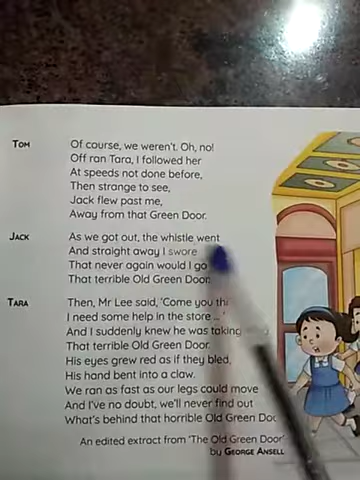 TOM Of course, we weren't. Oh, no!
Off ran Tara, I followed her
At speeds not done before,
Then strange to see,
Jack flew past me,
Away from that Green Door.
JACK As we got out, the whistle went
And straight away I swore
That never again would I go
That terrible Old Green Door.
TARA Then, Mr Lee said, 'Come you
I need some help in the store ... '
And I suddenly knew he was taking
That terrible Old Green Door.
His eyes grew red as if they bled,
His hand bent into a claw.
We ran as fast as our legs could move
And I've no doubt, we'll never find out
What's behind that horrible Old Green
An edited extract from 'The Old Green Door'
by GEORGE ANSELL